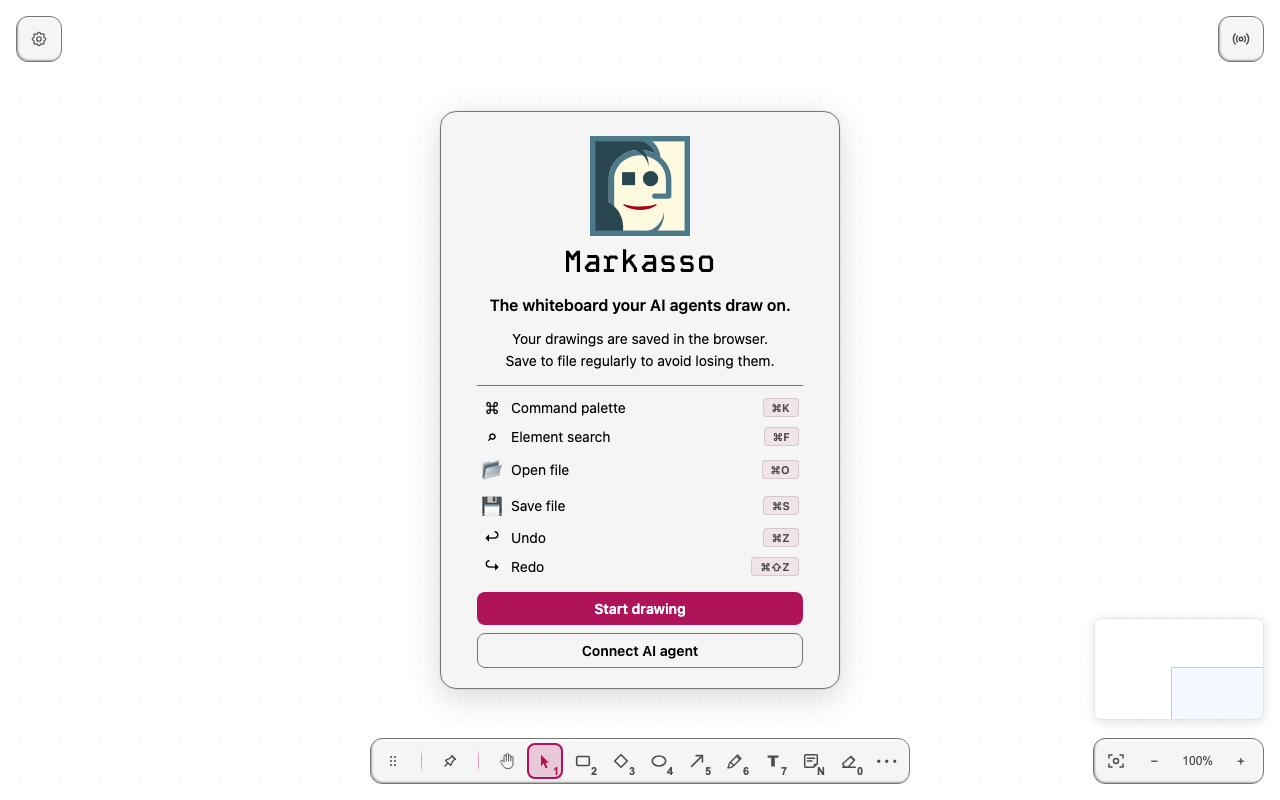 Markasso
The whiteboard your AI agents draw on.
Your drawings are saved in the browser.
Save to file regularly to avoid losing them.
⌘ Command palette ⌘K
Element search ⌘F
Open file ⌘O
Save file ⌘S
Undo ⌘Z
Redo ⌘⇧Z
Start drawing
Connect AI agent
1 2 3 4 5 6 T 7 N 0
− 100% +